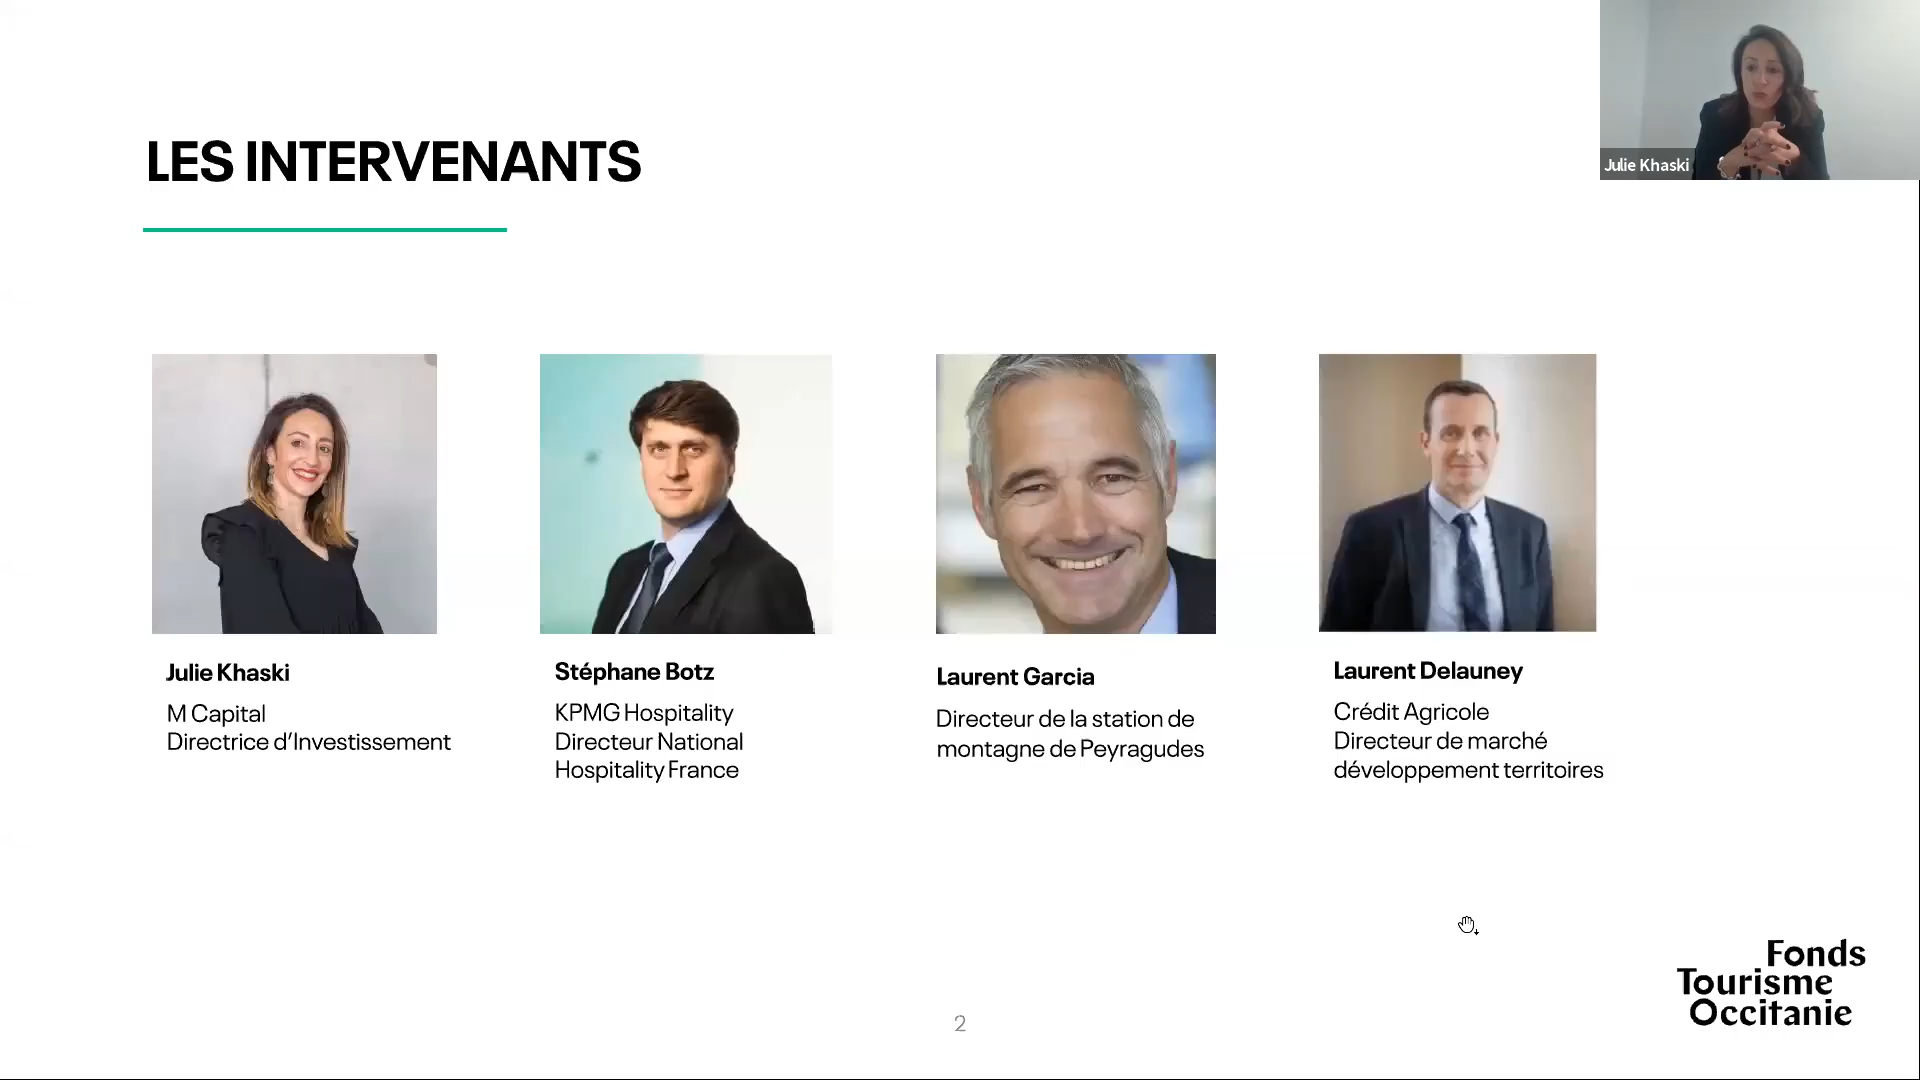 Julie Khaski
LES INTERVENANTS
Julie Khaski
M Capital
Directrice d’Investissement
Stéphane Botz
KPMG Hospitality
Directeur National
Hospitality France
Laurent Garcia
Directeur de la station de
montagne de Peyragudes
Laurent Delauney
Crédit Agricole
Directeur de marché
développement territoires
Fonds
Tourisme
Occitanie
2